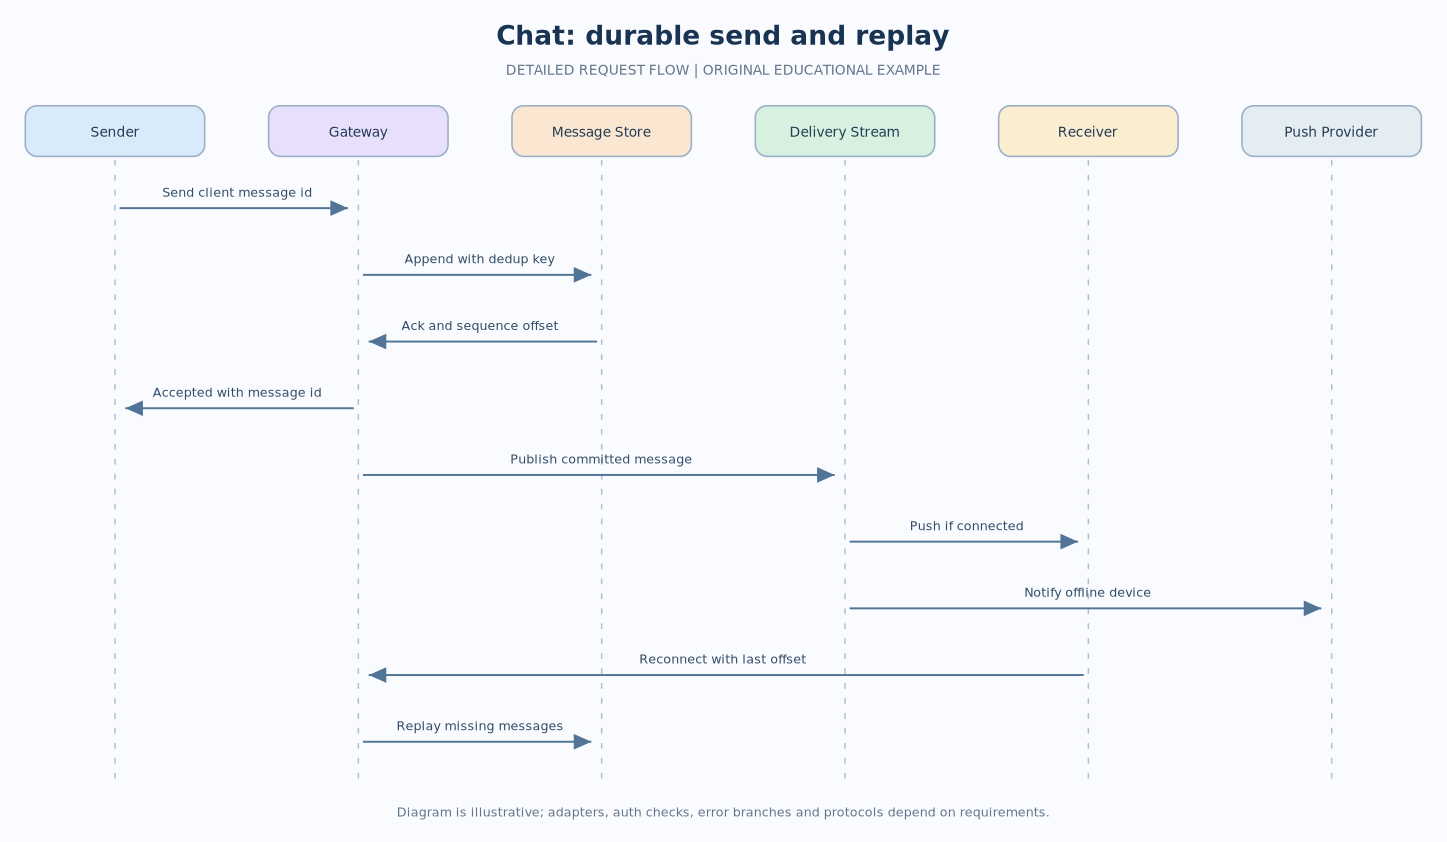 Chat: durable send and replay
DETAILED REQUEST FLOW | ORIGINAL EDUCATIONAL EXAMPLE
Sender
Gateway
Message Store
Delivery Stream
Receiver
Push Provider
Send client message id
Append with dedup key
Ack and sequence offset
Accepted with message id
Publish committed message
Push if connected
Notify offline device
Reconnect with last offset
Replay missing messages
Diagram is illustrative; adapters, auth checks, error branches and protocols depend on requirements.